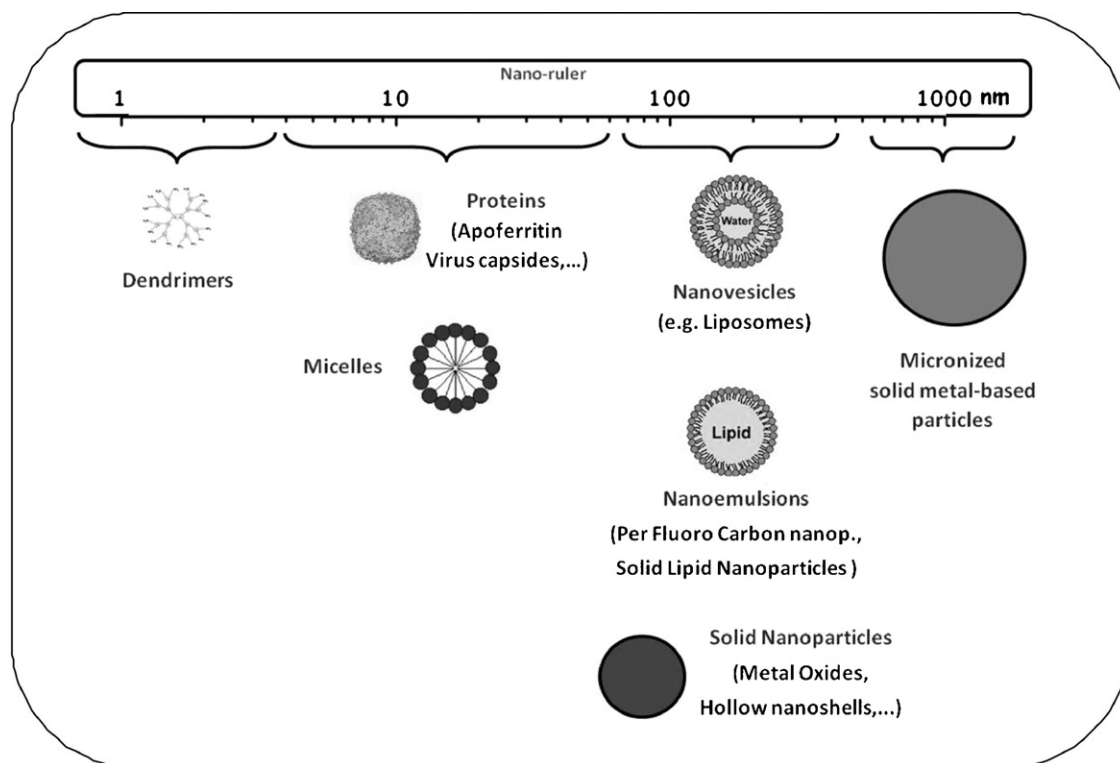 Nano-ruler
1 10 100 1000 nm
Dendrimers
Proteins
(Apoferritin
Virus capsides,...)
Micelles
Water
Nanovesicles
(e.g. Liposomes)
Lipid
Nanoemulsions
(Per Fluoro Carbon nanop.,
Solid Lipid Nanoparticles )
Solid Nanoparticles
(Metal Oxides,
Hollow nanoshells,...)
Micronized
solid metal-based
particles